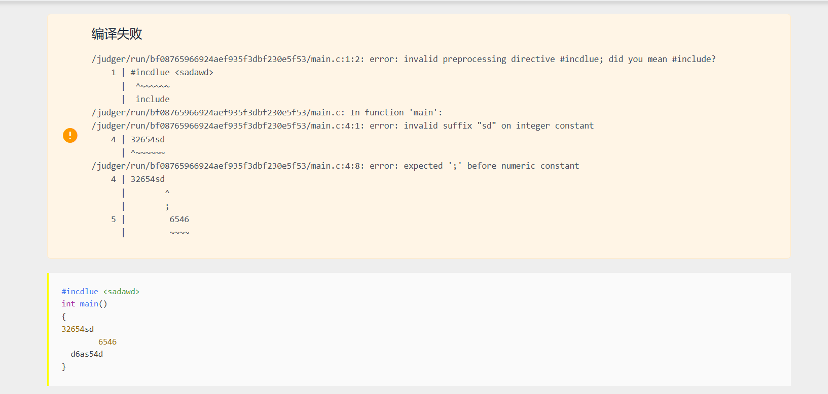 编译失败
/judger/run/bf08765966924aef935f3dbf230e5f53/main.c:1:2: error: invalid preprocessing directive #incdlue; did you mean #include?
1 | #incdlue <sadawd>
| ^~~~~~~
| include
/judger/run/bf08765966924aef935f3dbf230e5f53/main.c: In function 'main':
/judger/run/bf08765966924aef935f3dbf230e5f53/main.c:4:1: error: invalid suffix "sd" on integer constant
4 | 32654sd
| ^~~~~~~
/judger/run/bf08765966924aef935f3dbf230e5f53/main.c:4:8: error: expected ';' before numeric constant
4 | 32654sd
| ^
| ;
5 | 6546
| ~~~~
#incdlue <sadawd>
int main()
{
32654sd
6546
d6as54d
}